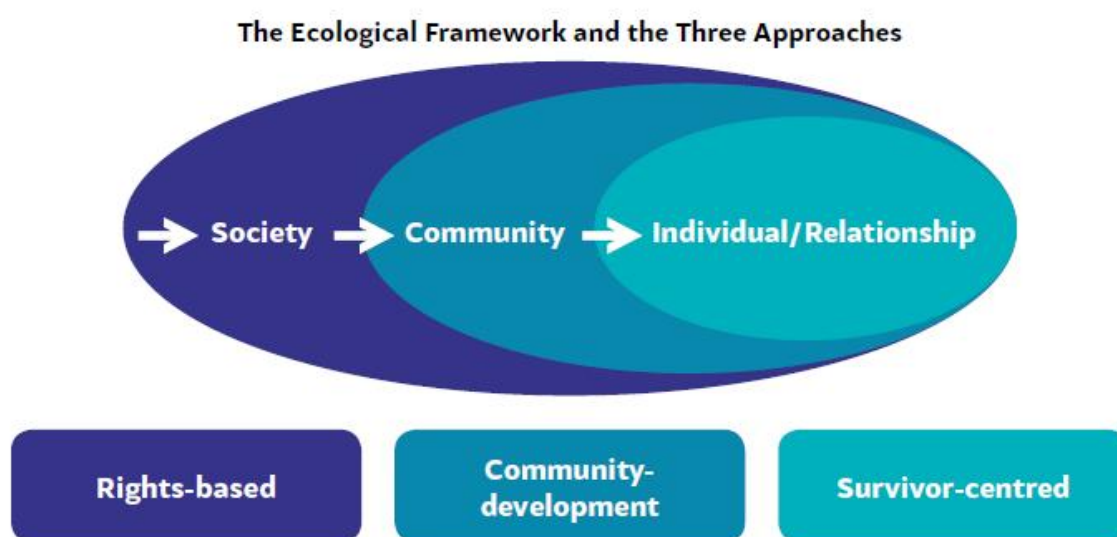 The Ecological Framework and the Three Approaches
Society Community Individual/Relationship
Rights-based
Community-
development
Survivor-centred